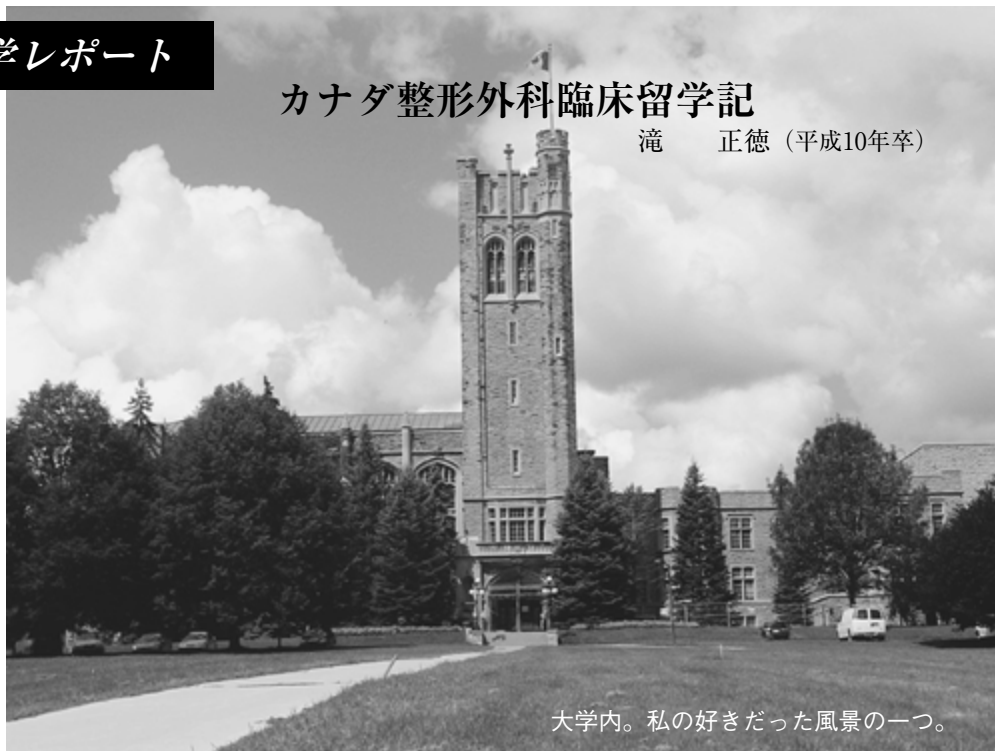 学レポート
カナダ整形外科臨床留学記
滝　　正徳（平成10年卒）
大学内。私の好きだった風景の一つ。